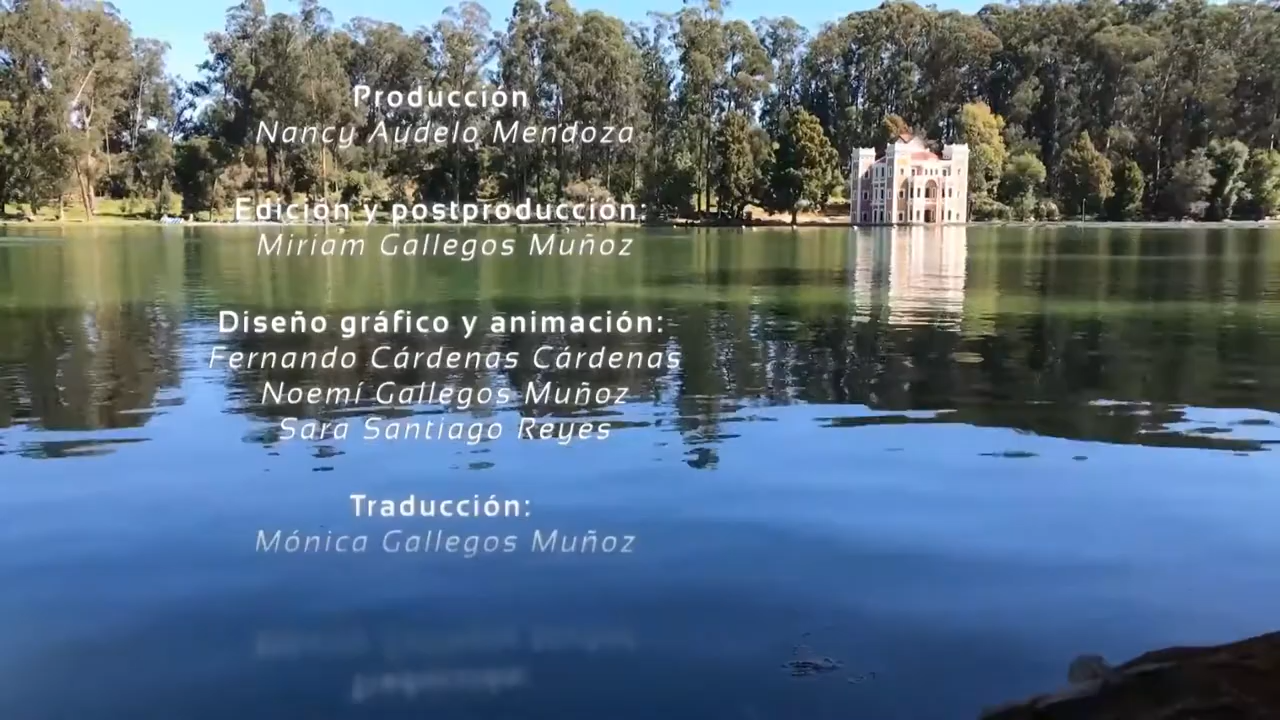 Producción
Nancy Audelo Mendoza
Edición y postproducción:
Miriam Gallegos Muñoz
Diseño gráfico y animación:
Fernando Cárdenas Cárdenas
Noemí Gallegos Muñoz
Sara Santiago Reyes
Traducción:
Mónica Gallegos Muñoz